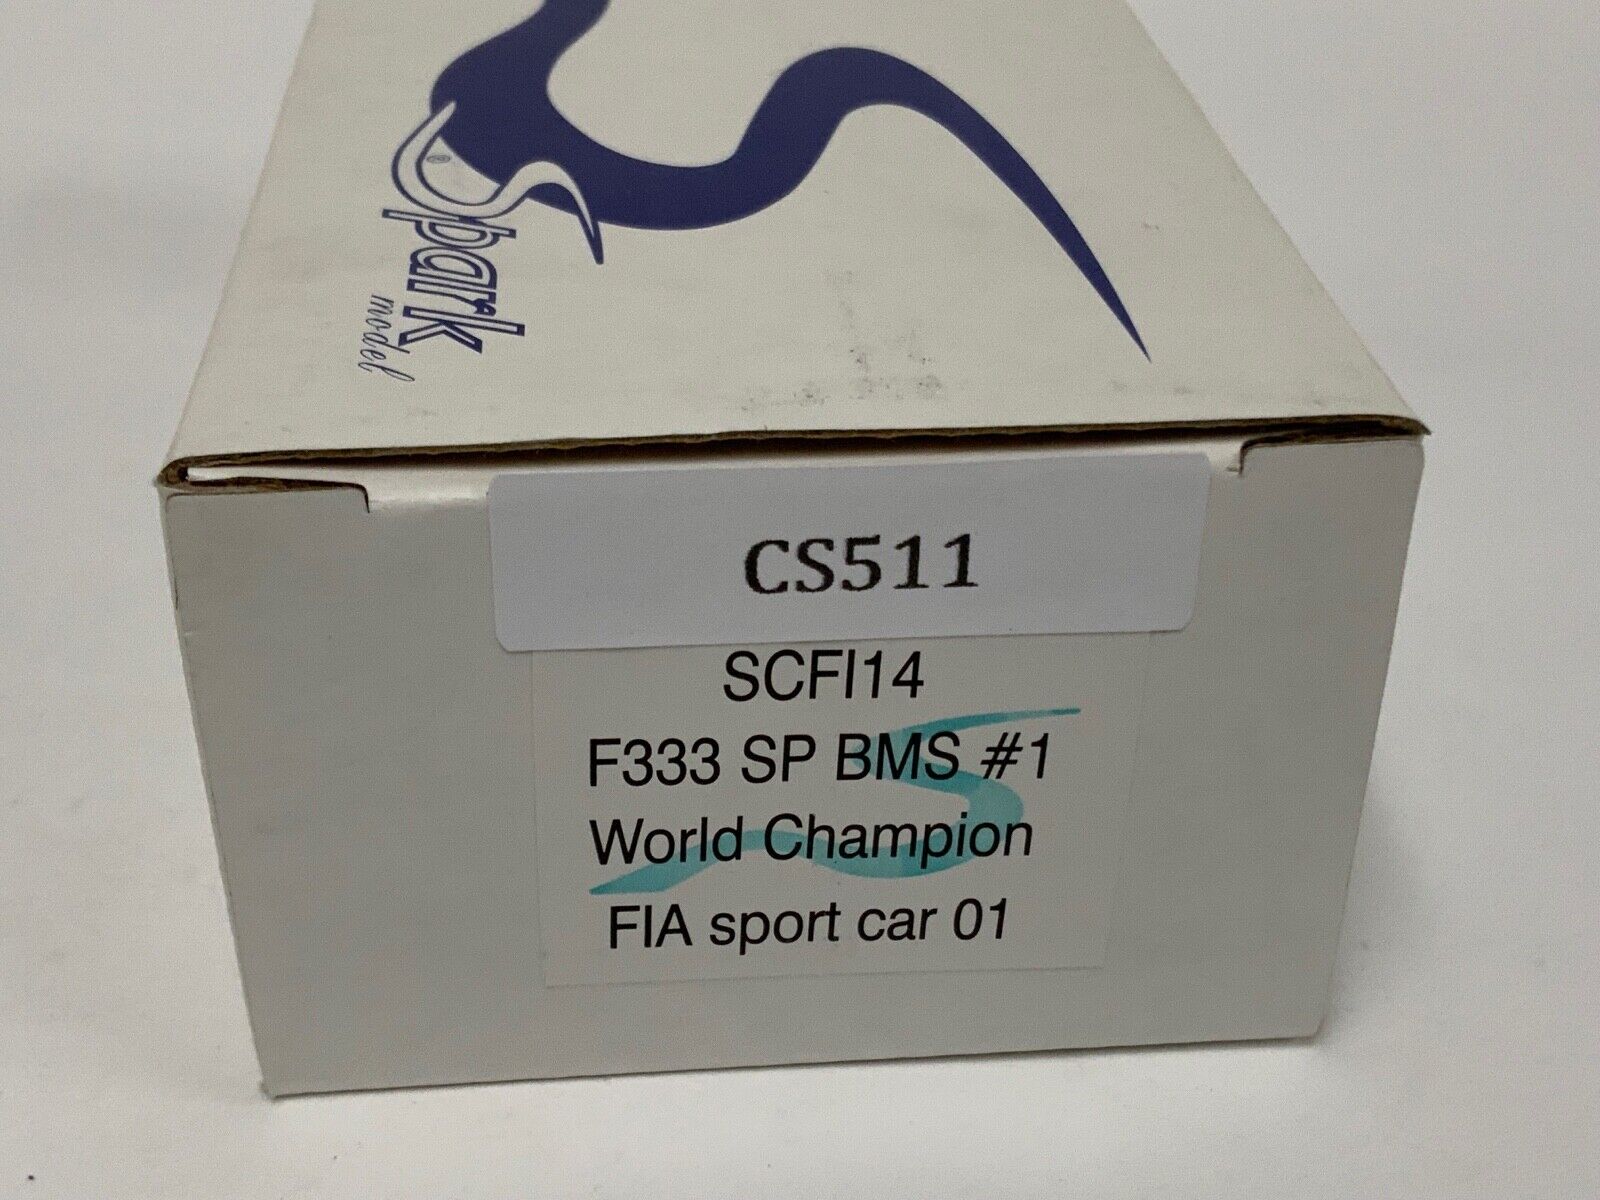 Spark
®
model
CS511
SCFI14
F333 SP BMS #1
World Champion
FIA sport car 01